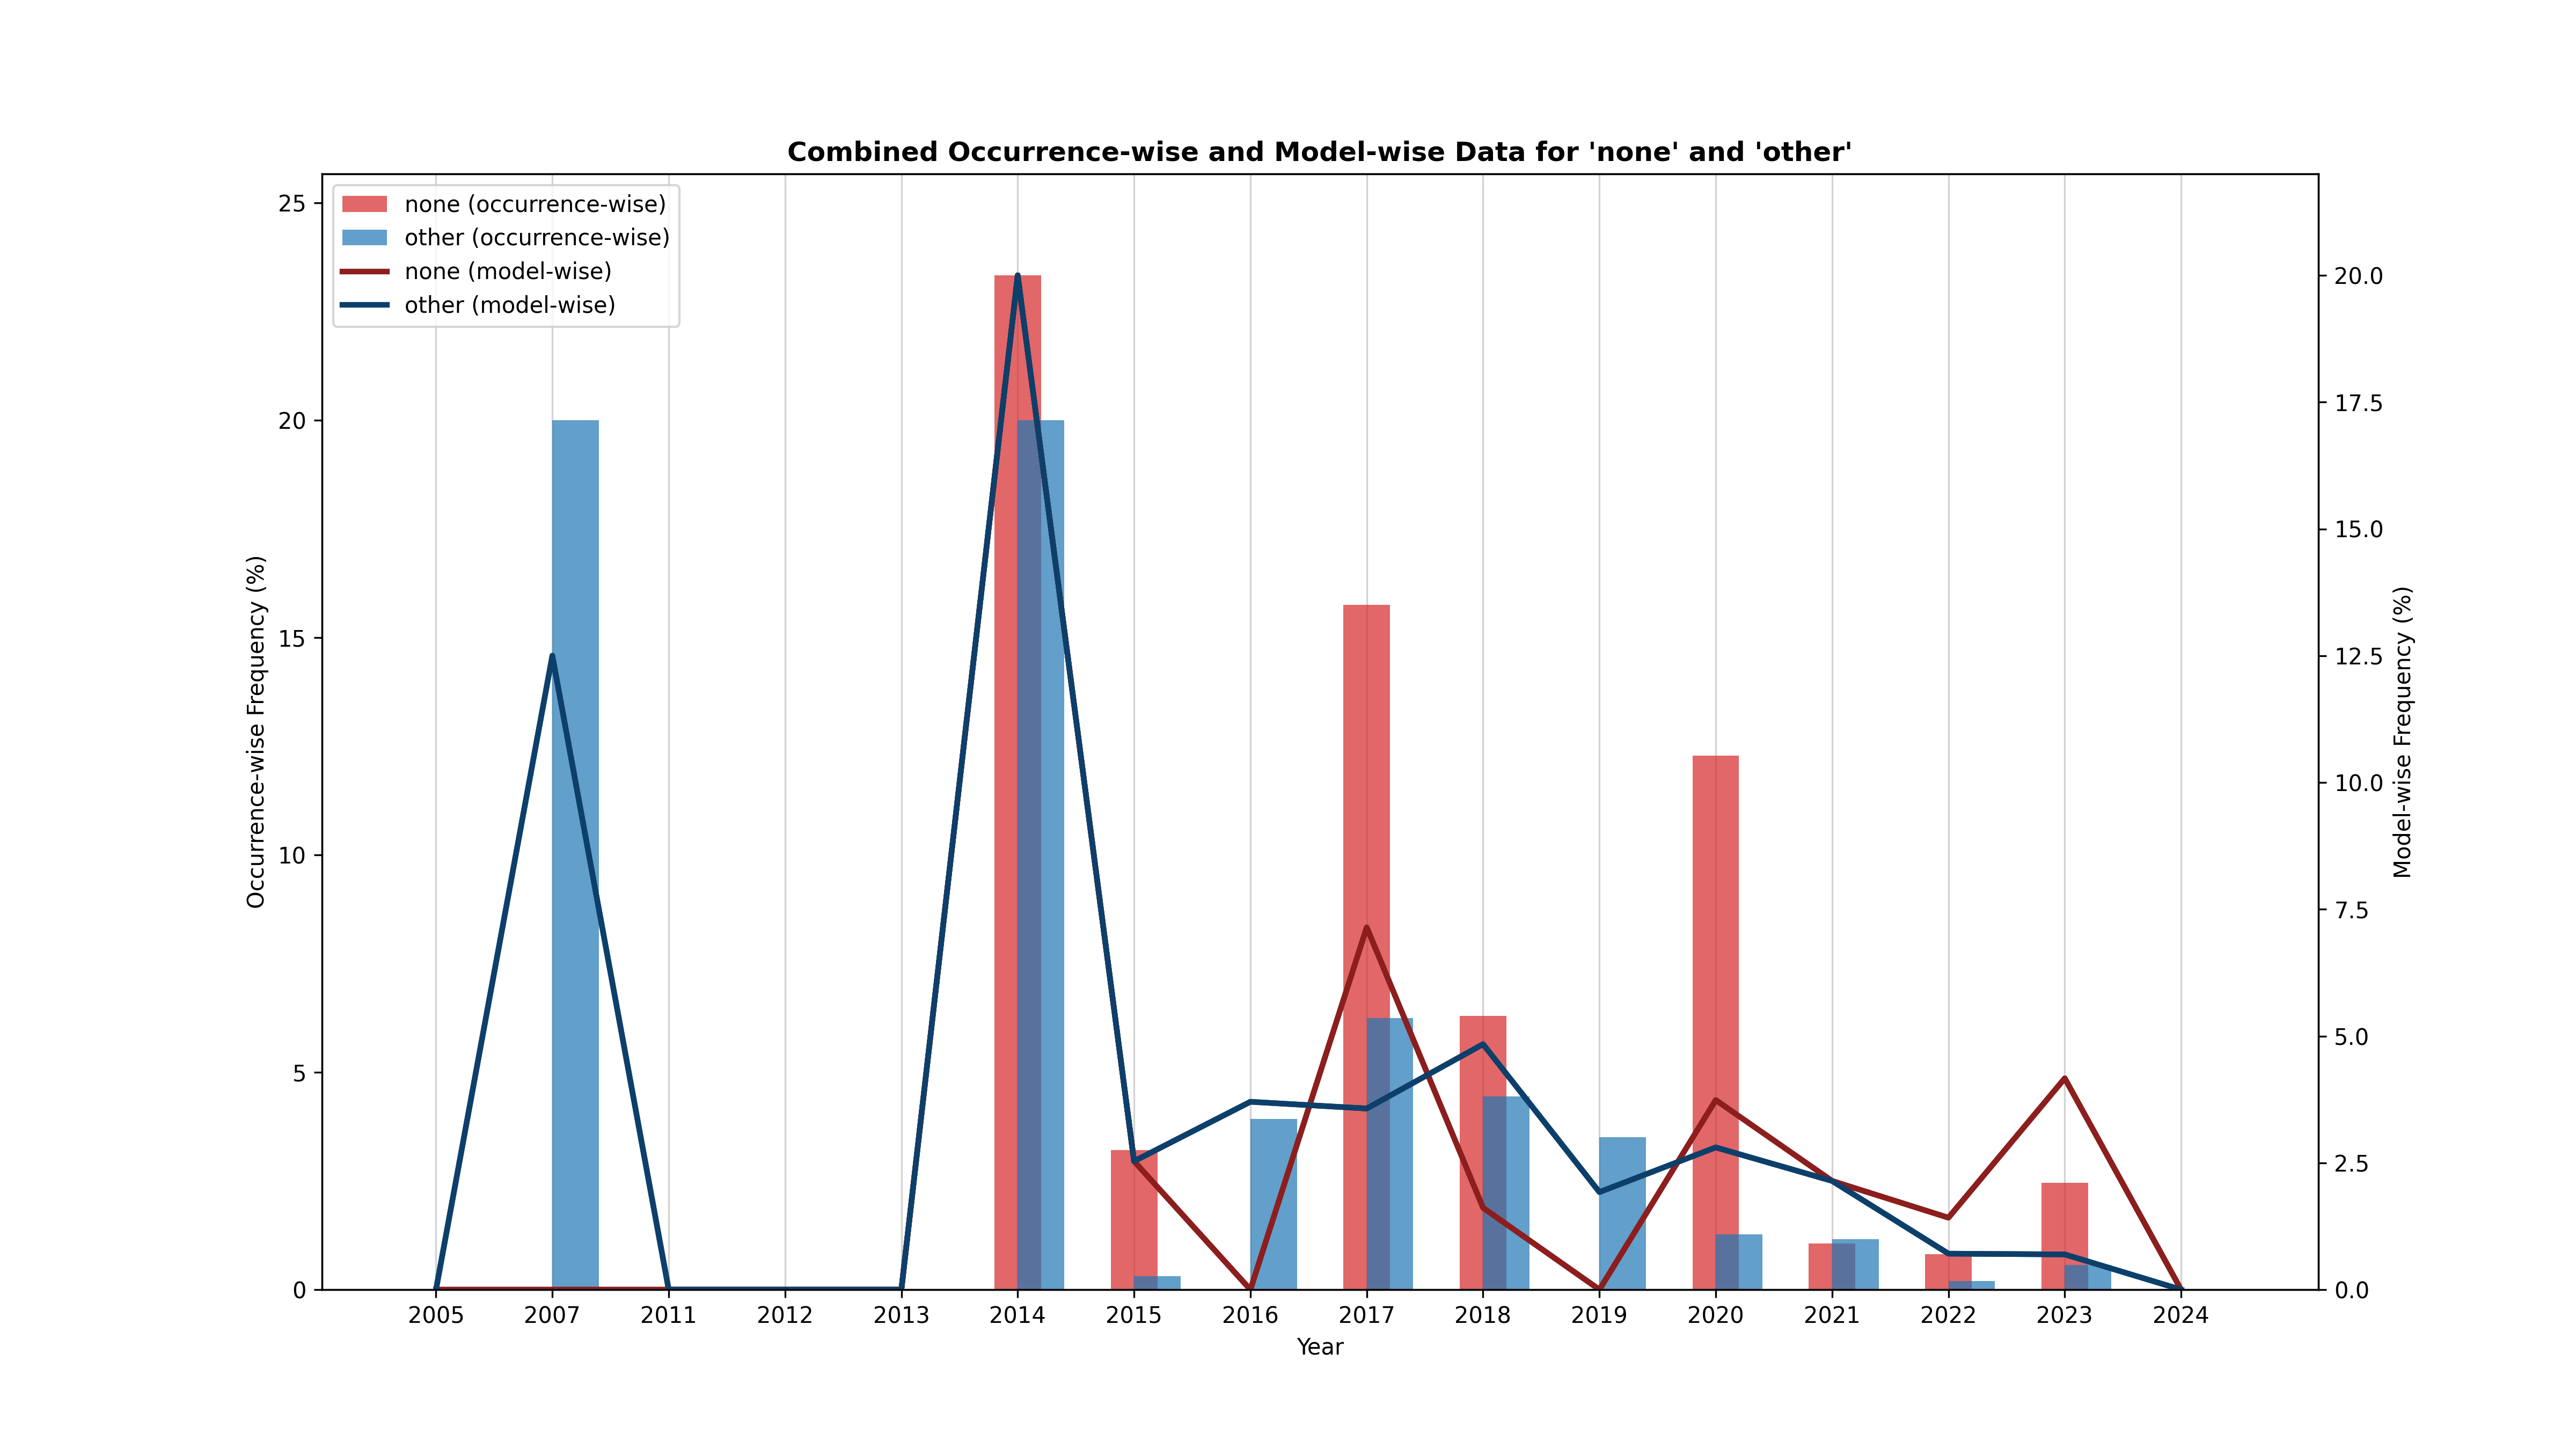 Combined Occurrence-wise and Model-wise Data for 'none' and 'other'
none (occurrence-wise)
other (occurrence-wise)
none (model-wise)
other (model-wise)
Occurrence-wise Frequency (%)
25
20
15
10
5
0
20.0
17.5
15.0
12.5
10.0
7.5
5.0
2.5
0.0
Model-wise Frequency (%)
2005 2007 2011 2012 2013 2014 2015 2016 2017 2018 2019 2020 2021 2022 2023 2024
Year